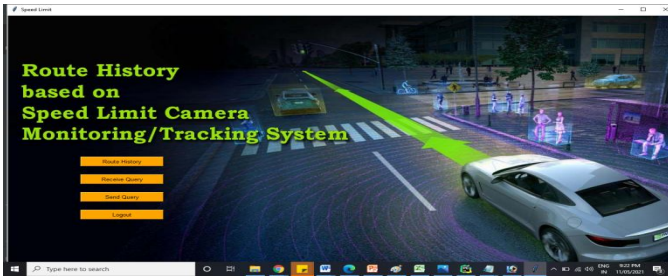 Speed Limit
Route History
based on
Speed Limit Camera
Monitoring/Tracking System
Route History
Receive Query
Send Query
Logout
Type here to search
ENG
IN
9:22 PM
11/05/2021